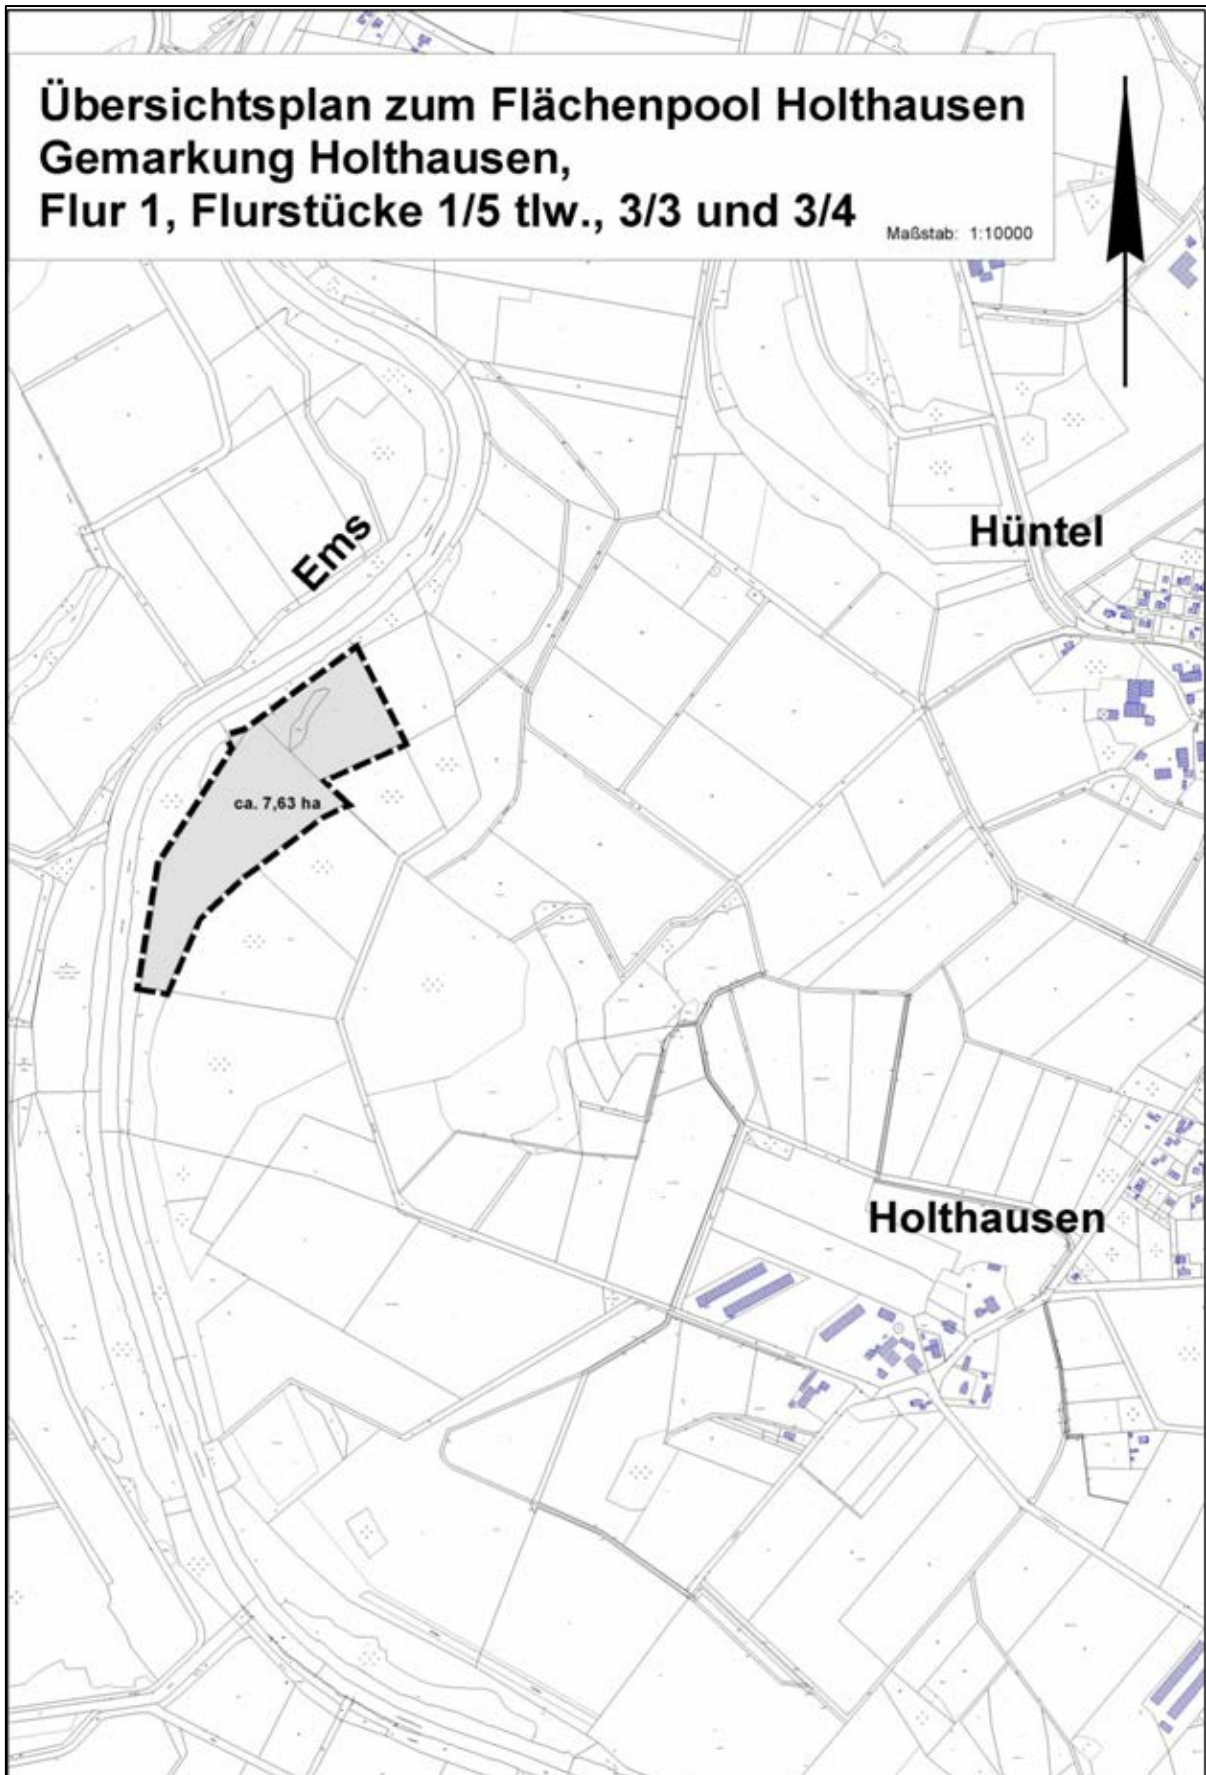 Übersichtsplan zum Flächenpool Holthausen
Gemarkung Holthausen,
Flur 1, Flurstücke 1/5 tlw., 3/3 und 3/4
Maßstab: 1:10000
Hüntel
Ems
ca. 7,63 ha
Holthausen